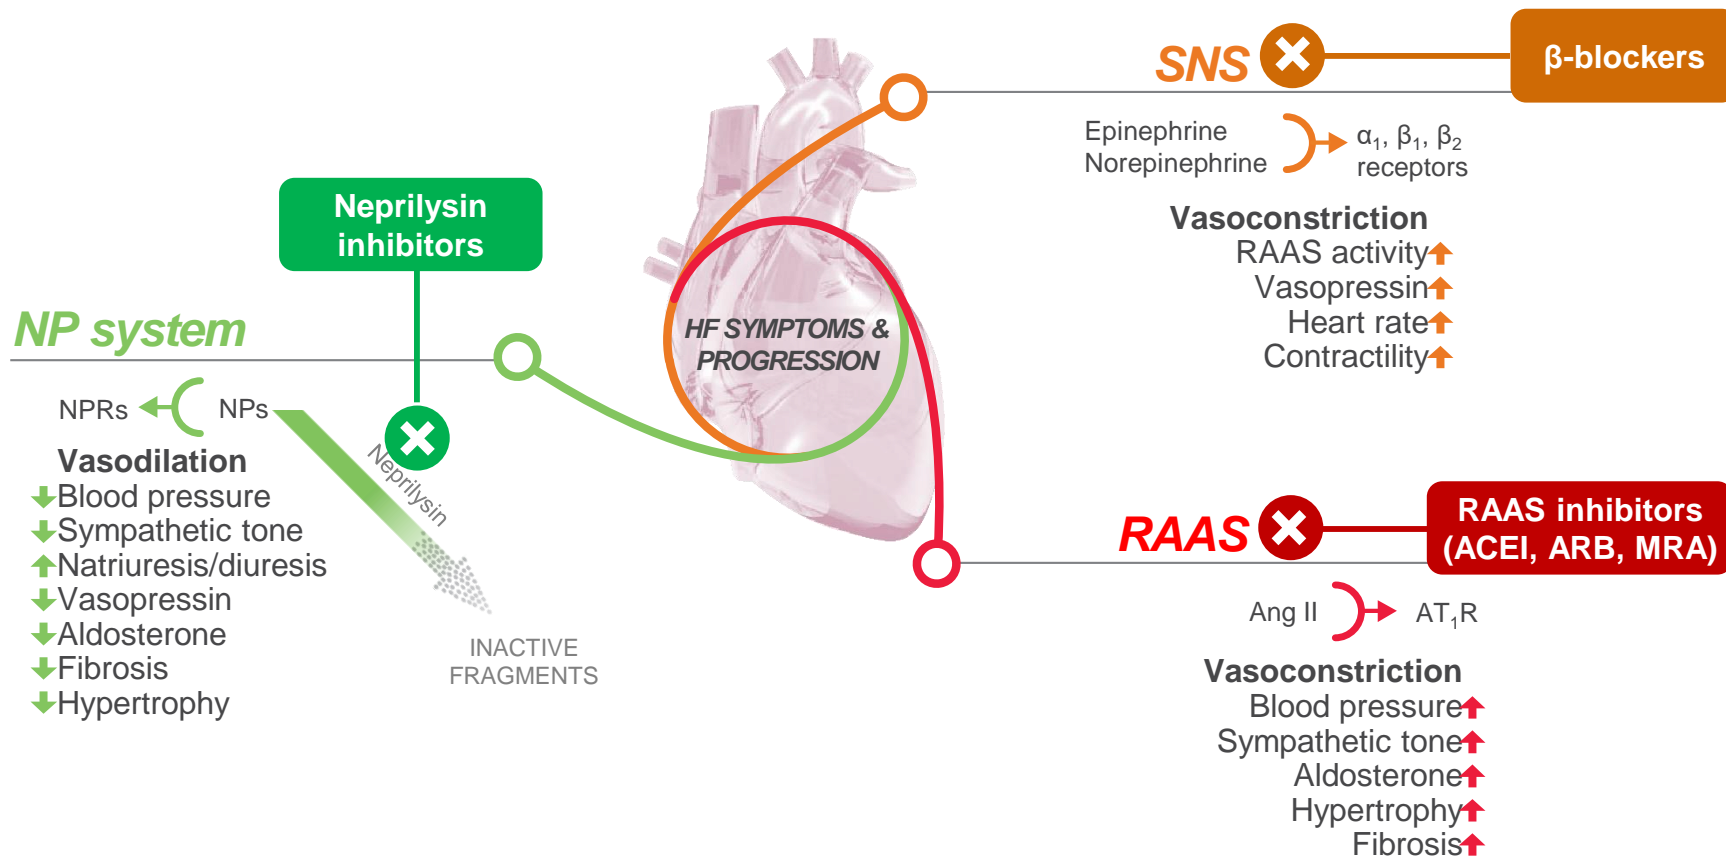 SNS
β-blockers
Epinephrine
Norepinephrine
α₁, β₁, β₂
receptors
Vasoconstriction
RAAS activity
Vasopressin
Heart rate
Contractility
Neprilysin
inhibitors
NP system
NPRs
NPs
Neprilysin
Vasodilation
Blood pressure
Sympathetic tone
Natriuresis/diuresis
Vasopressin
Aldosterone
Fibrosis
Hypertrophy
INACTIVE
FRAGMENTS
HF SYMPTOMS &
PROGRESSION
RAAS
RAAS inhibitors
(ACEI, ARB, MRA)
Ang II
AT₁R
Vasoconstriction
Blood pressure
Sympathetic tone
Aldosterone
Hypertrophy
Fibrosis